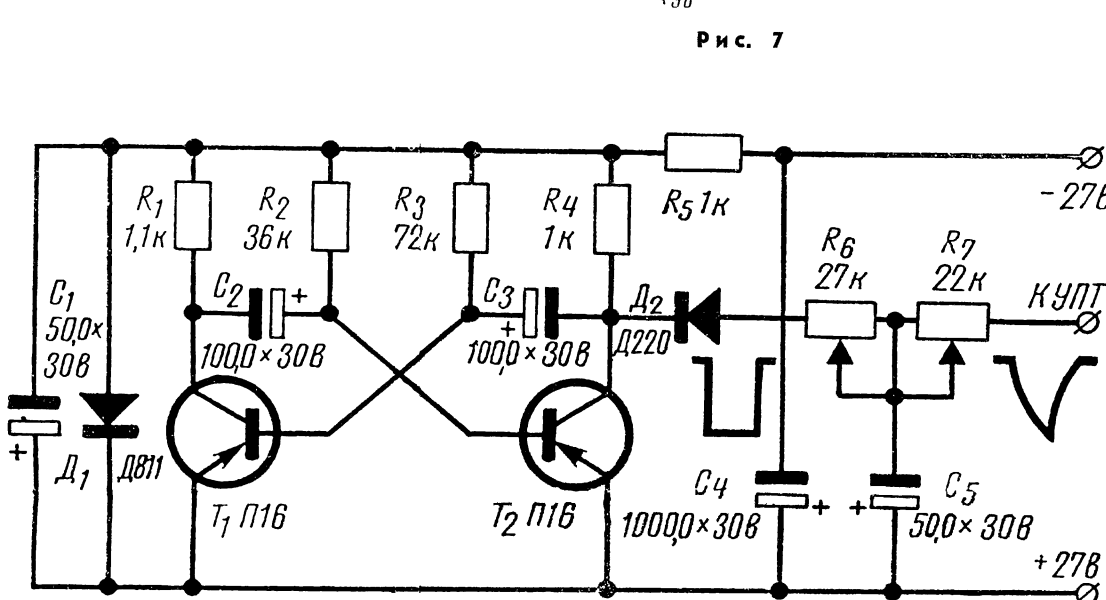 Рис. 7
- 27В
R1
1,1к
R2
36к
R3
72к
R4
1к
R5 1к
R6
27к
R7
22к
КУПТ
C1
50,0×
30В
+
C2
+
100,0×30В
C3
+
100,0×30В
Д2
Д220
Д1
Д811
T1 П16
T2 П16
C4
1000,0×30В
+
+
C5
50,0×30В
+27В